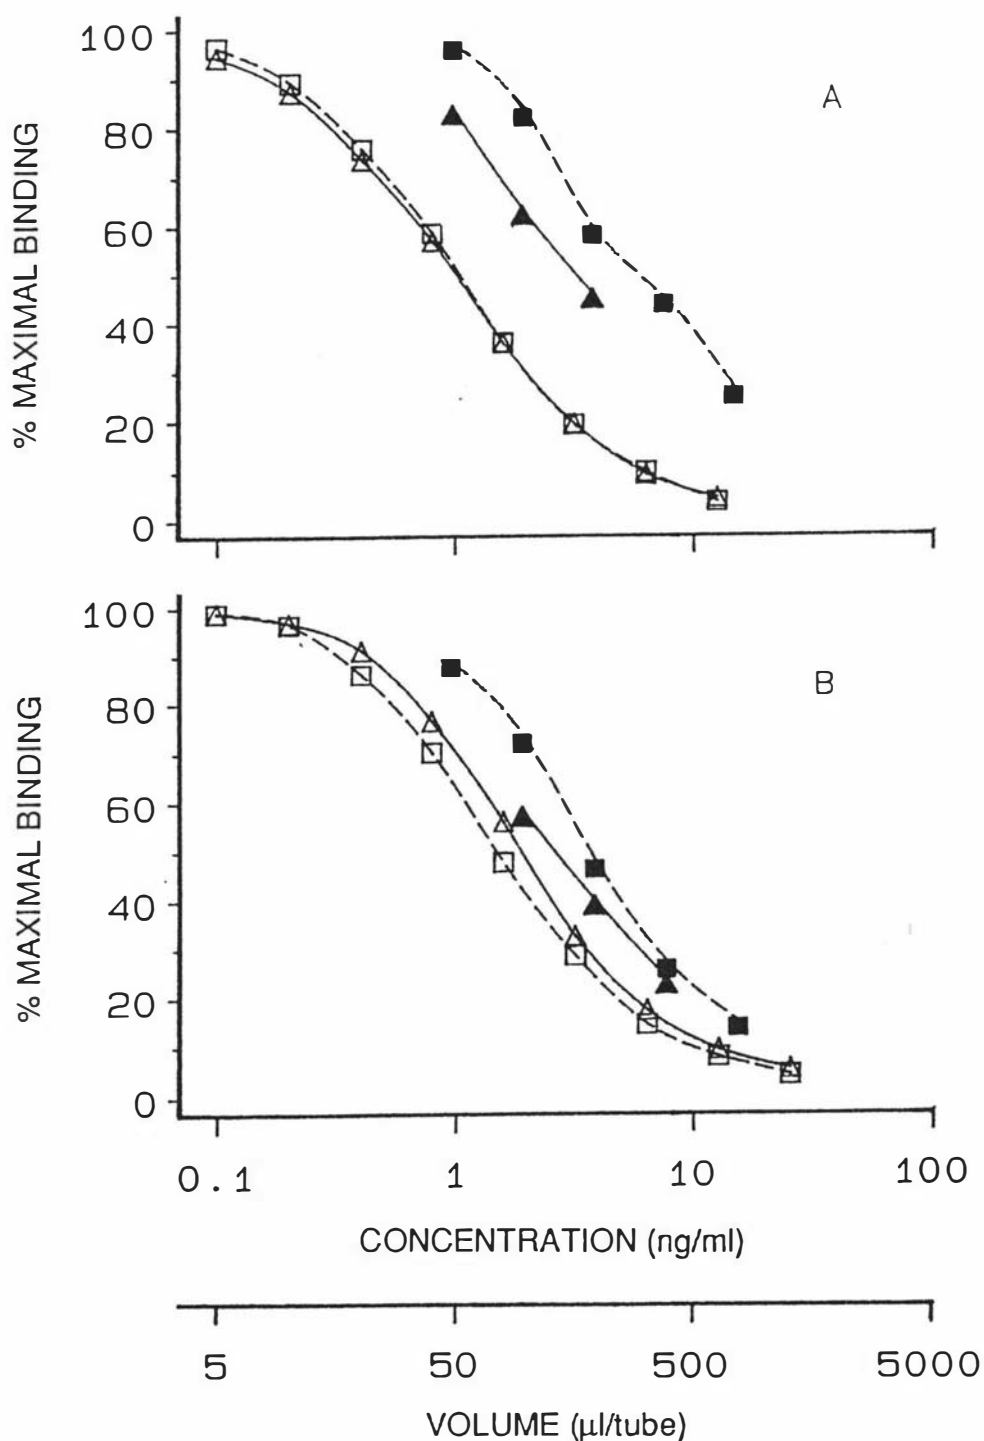 A
100
80
60
40
20
0
% MAXIMAL BINDING
B
100
80
60
40
20
0
% MAXIMAL BINDING
0.1 1 10 100
CONCENTRATION (ng/ml)
5 50 500 5000
VOLUME (µl/tube)